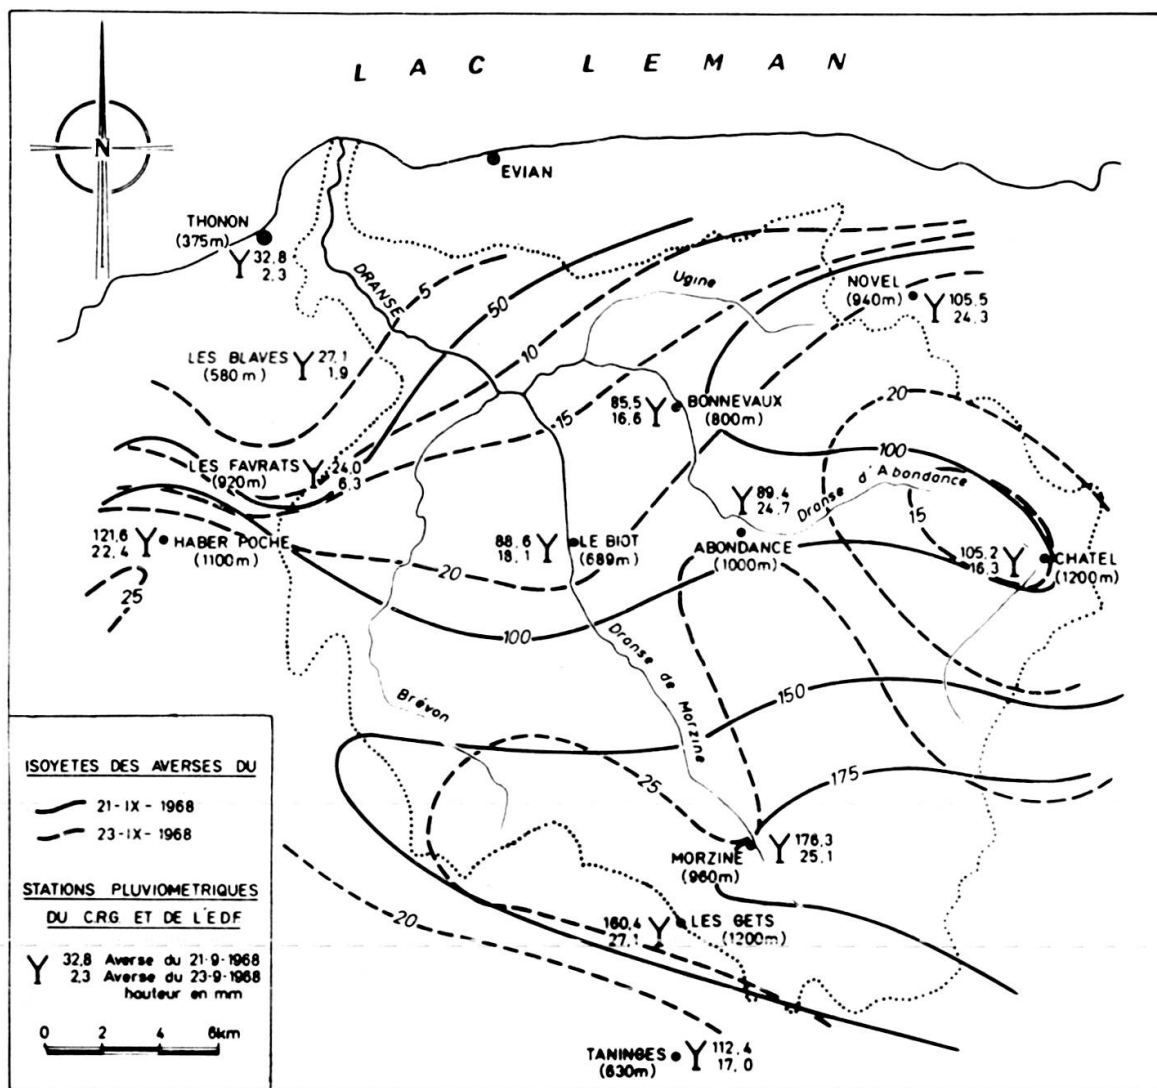 LAC LEMAN
N
EVIAN
THONON
(375m)
32,8
2,3
DRANSE
5
50
Ugine
NOVEL
(940m)
105,5
24,3
LES BLAVES
(580 m)
27,1
1,9
10
15
85,5
16,6
BONNEVAUX
(800m)
20
100
LES FAVRATS
(920m)
24,0
6,3
89,4
24,7
Dranse d'Abondance
15
121,6
22,4
HABER POCHE
(1100m)
88,6
18,1
LE BIOT
(689m)
ABONDANCE
(1000m)
105,2
16,3
CHATEL
(1200m)
20
25
100
Dranse de Morzine
Brévon
150
175
25
ISOYETES DES AVERSES DU
21-IX-1968
23-IX-1968
MORZINE
(960m)
176,3
25,1
STATIONS PLUVIOMETRIQUES
DU C.R.G. ET DE L'E.D.F
20
160,4
27,1
LES GETS
(1200m)
32,8 Averse du 21-9-1968
2,3 Averse du 23-9-1968
hauteur en mm
0 2 4 6km
TANINGES
(630m)
112,4
17,0